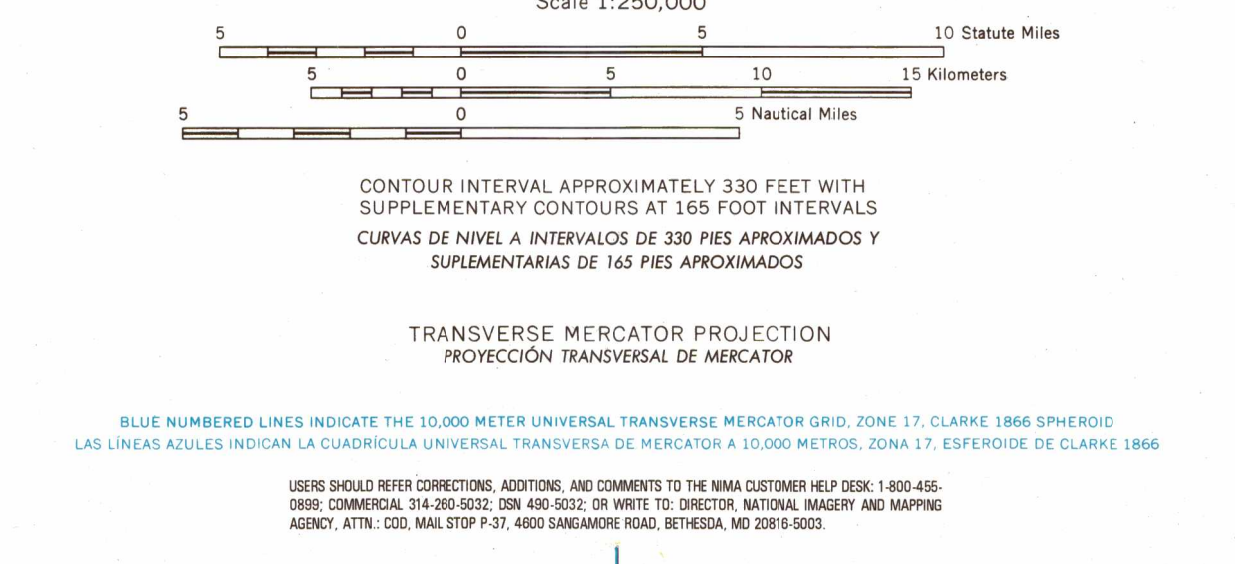 Scale 1:250,000
5 0 5 10 Statute Miles
5 0 5 10 15 Kilometers
5 0 5 Nautical Miles
CONTOUR INTERVAL APPROXIMATELY 330 FEET WITH
SUPPLEMENTARY CONTOURS AT 165 FOOT INTERVALS
CURVAS DE NIVEL A INTERVALOS DE 330 PIES APROXIMADOS Y
SUPLEMENTARIAS DE 165 PIES APROXIMADOS
TRANSVERSE MERCATOR PROJECTION
PROYECCIÓN TRANSVERSAL DE MERCATOR
BLUE NUMBERED LINES INDICATE THE 10,000 METER UNIVERSAL TRANSVERSE MERCATOR GRID, ZONE 17, CLARKE 1866 SPHEROID
LAS LÍNEAS AZULES INDICAN LA CUADRÍCULA UNIVERSAL TRANSVERSA DE MERCATOR A 10,000 METROS, ZONA 17, ESFEROIDE DE CLARKE 1866
USERS SHOULD REFER CORRECTIONS, ADDITIONS, AND COMMENTS TO THE NIMA CUSTOMER HELP DESK: 1-800-455-
0899; COMMERCIAL 314-260-5032; DSN 490-5032; OR WRITE TO: DIRECTOR, NATIONAL IMAGERY AND MAPPING
AGENCY, ATTN.: COD, MAIL STOP P-37, 4600 SANGAMORE ROAD, BETHESDA, MD 20816-5003.